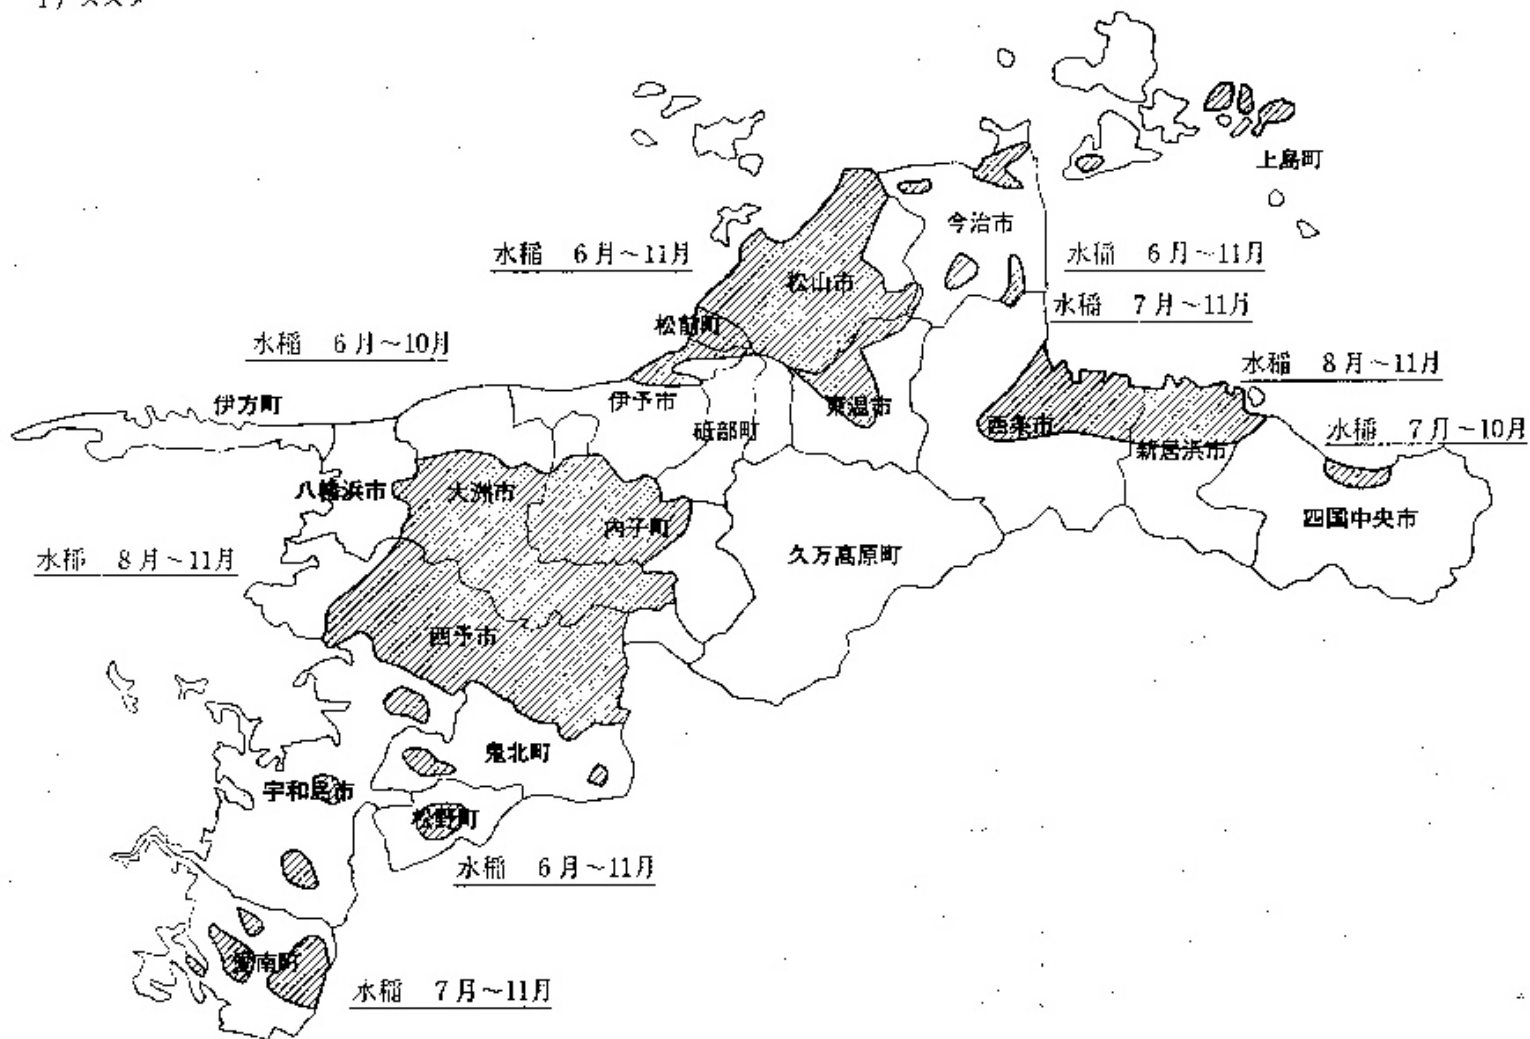 1) スズメ
上島町
今治市
水稲 6月~11月
水稲 6月~11月
松山市
水稲 7月~11月
松前町
水稲 6月~10月
水稲 8月~11月
伊方町
伊予市
東温市
砥部町
西条市
新居浜市
水稲 7月~10月
八幡浜市
大洲市
内子町
四国中央市
久万高原町
水稲 8月~11月
西予市
鬼北町
宇和島市
松野町
水稲 6月~11月
愛南町
水稲 7月~11月